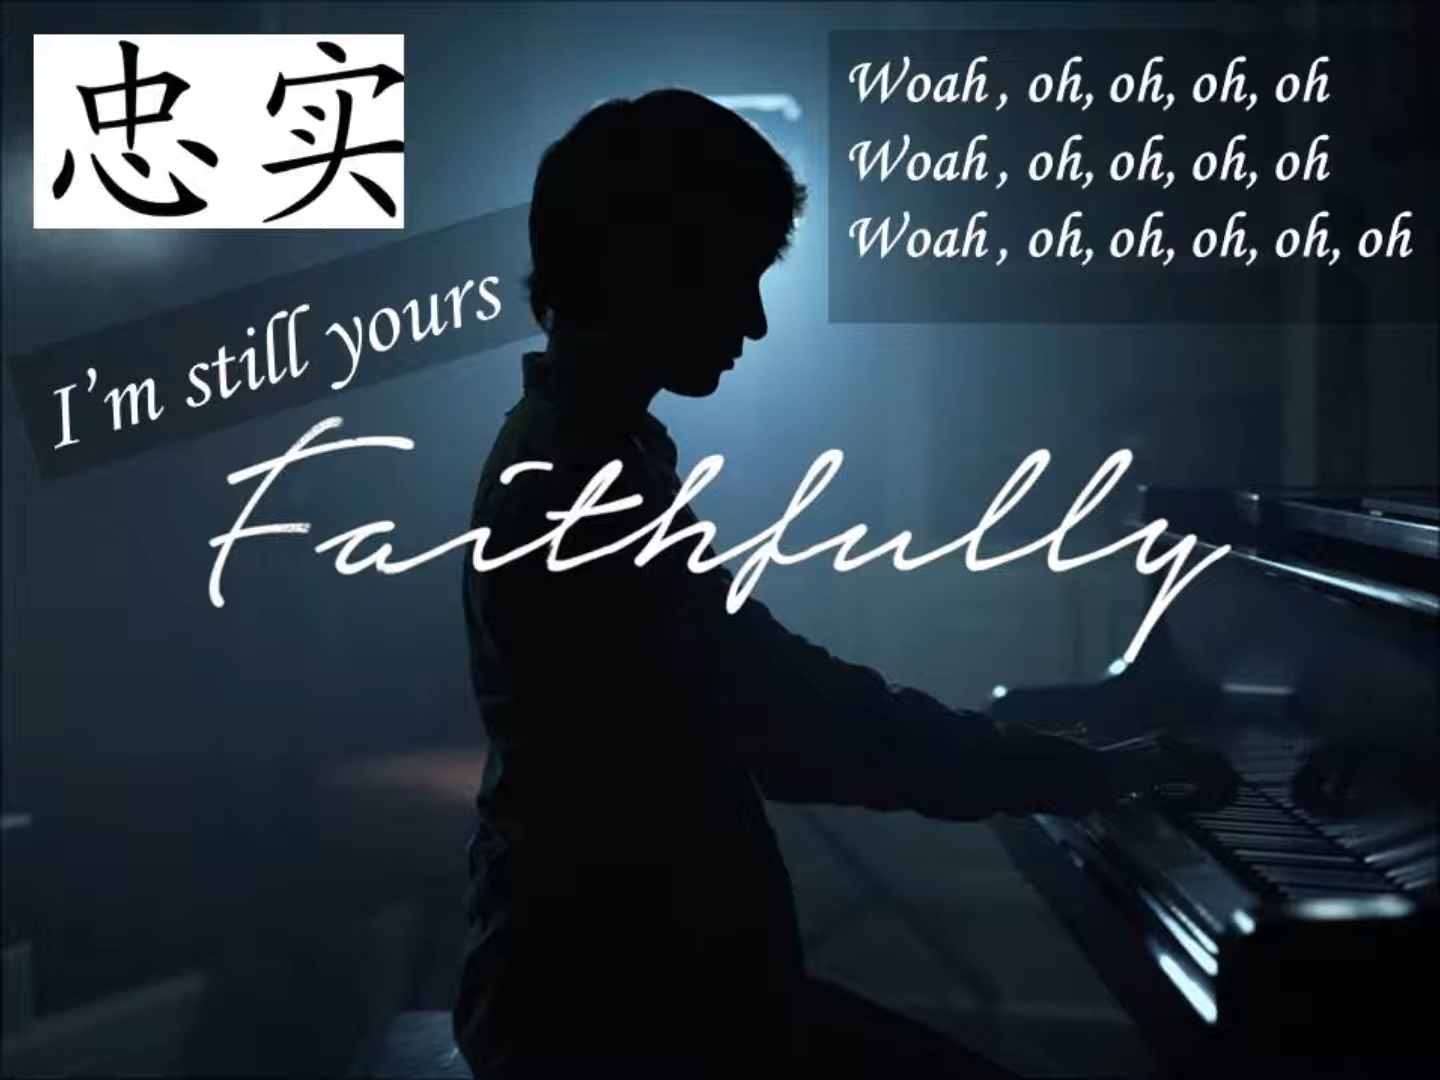 忠实
Woah, oh, oh, oh, oh
Woah, oh, oh, oh, oh
Woah, oh, oh, oh, oh, oh
I'm still yours
Faithfully